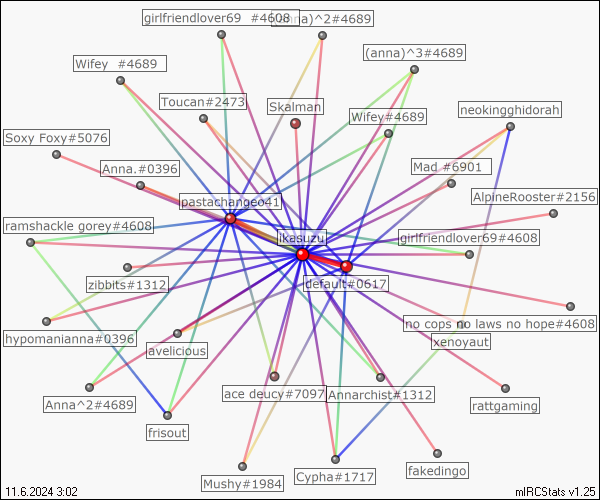 girlfriendlover69 #4608
(anna)^2#4689
Wifey #4689
(anna)^3#4689
Toucan#2473
Skalman
Wifey#4689
neokingghidorah
Soxy Foxy#5076
Anna.#0396
Mad #6901
pastachangeo41
AlpineRooster#2156
ramshackle gorey#4608
jkasuzu
girlfriendlover69#4608
zibbits#1312
default#0617
hypomanianna#0396
no cops no laws no hope#4608
avelicious
xenoyaut
Anna^2#4689
ace deucy#7097
Annarchist#1312
rattgaming
frisout
Mushy#1984
Cypha#1717
fakedingo
11.6.2024 3:02
mIRCStats v1.25